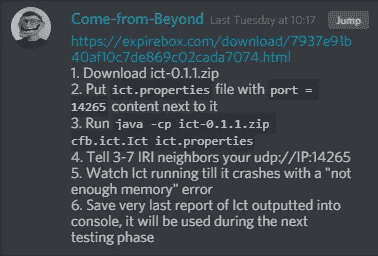 Come-from-Beyond Last Tuesday at 10:17 Jump
https://expirebox.com/download/7937e91b
40af10c7de869c02cada7074.html
1. Download ict-0.1.1.zip
2. Put ict.properties file with port =
14265 content next to it
3. Run java -cp ict-0.1.1.zip
cfb.ict.Ict ict.properties
4. Tell 3-7 IRI neighbors your udp://IP:14265
5. Watch Ict running till it crashes with a "not
enough memory" error
6. Save very last report of Ict outputted into
console, it will be used during the next
testing phase